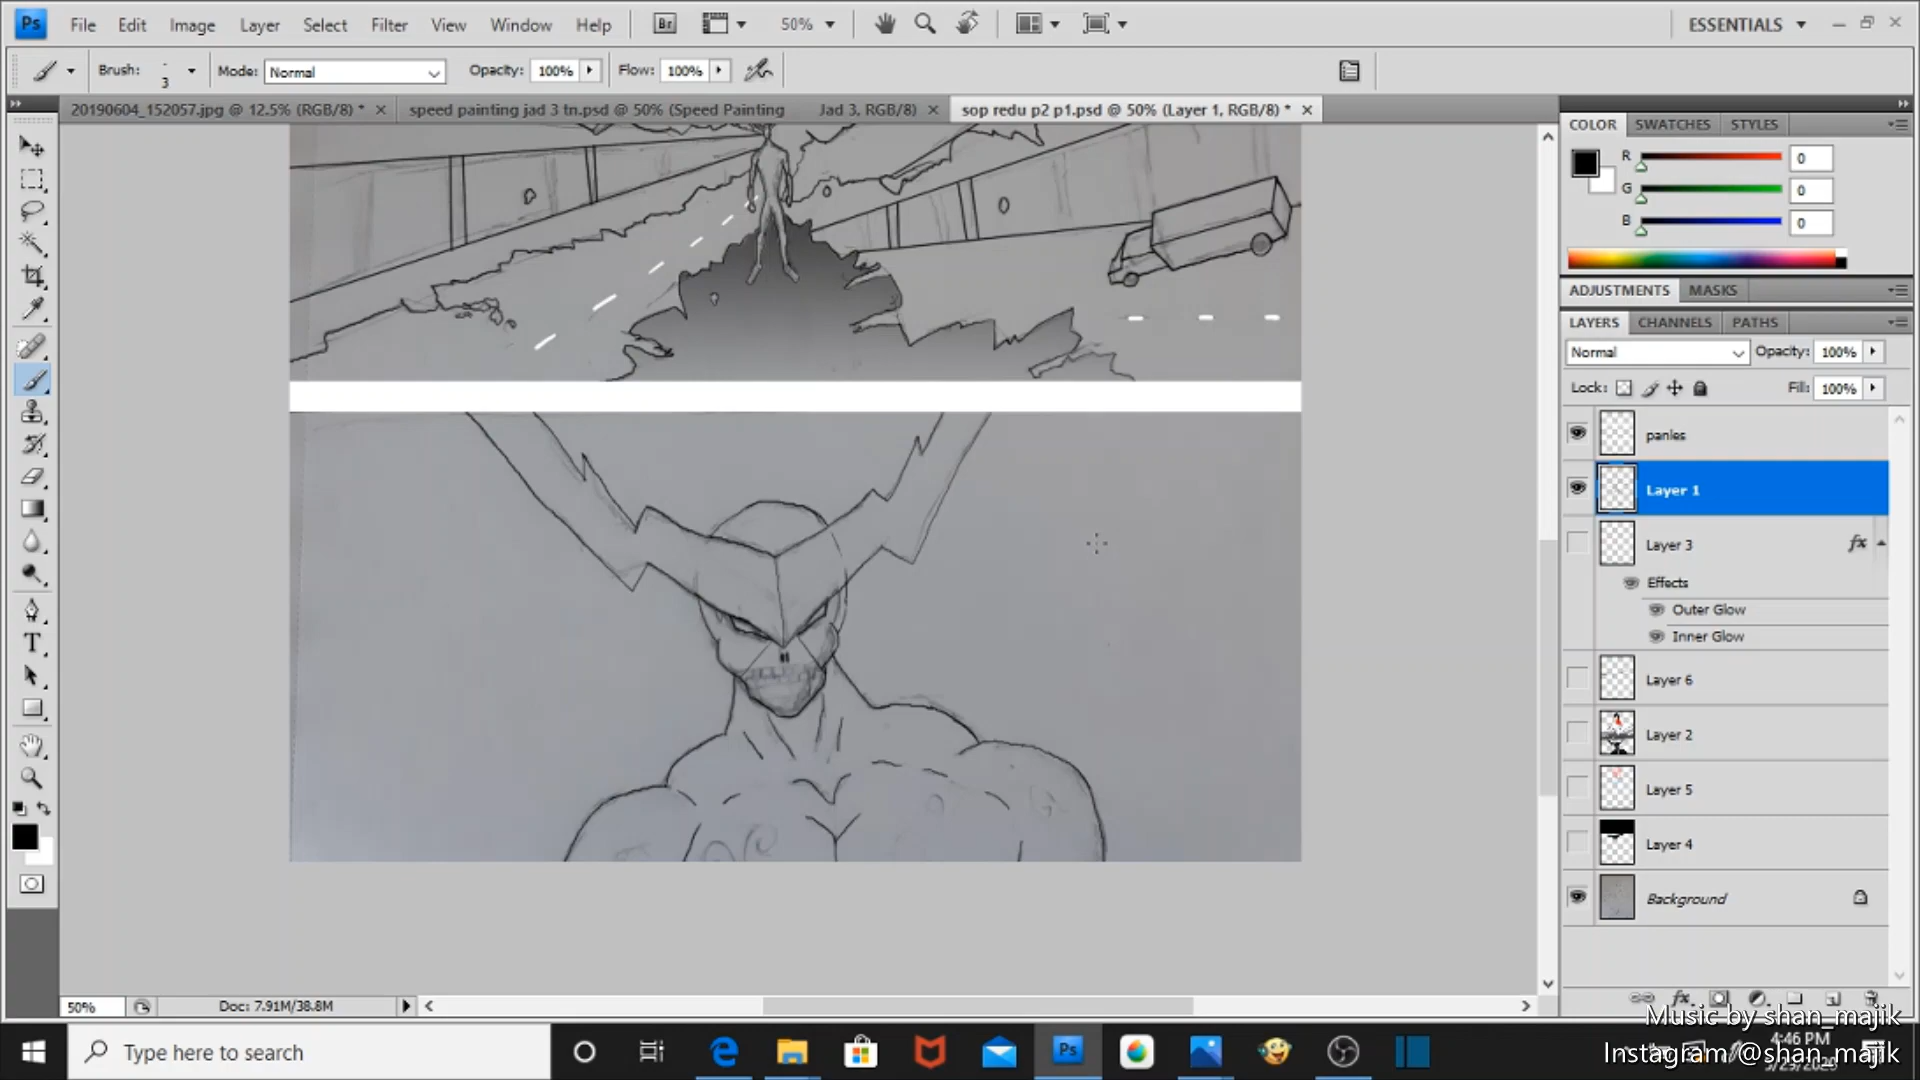 Ps File Edit Image Layer Select Filter View Window Help Br 50% ESSENTIALS
Brush: 3 Mode: Normal Opacity: 100% Flow: 100%
20190604_152057.jpg @ 12.5% (RGB/8) * speed painting jad 3 tn.psd @ 50% (Speed Painting Jad 3, RGB/8) sop redu p2 p1.psd @ 50% (Layer 1, RGB/8) *
COLOR SWATCHES STYLES
R 0
G 0
B 0
ADJUSTMENTS MASKS
LAYERS CHANNELS PATHS
Normal Opacity: 100%
Lock: Fill: 100%
panles
Layer 1
Layer 3 fx
Effects
Outer Glow
Inner Glow
Layer 6
Layer 2
Layer 5
Layer 4
Background
T
50% Doc: 7.91M/38.8M
fx
Music by shan_majik
Type here to search
Ps
4:46 PM
Instagram @shan_majik